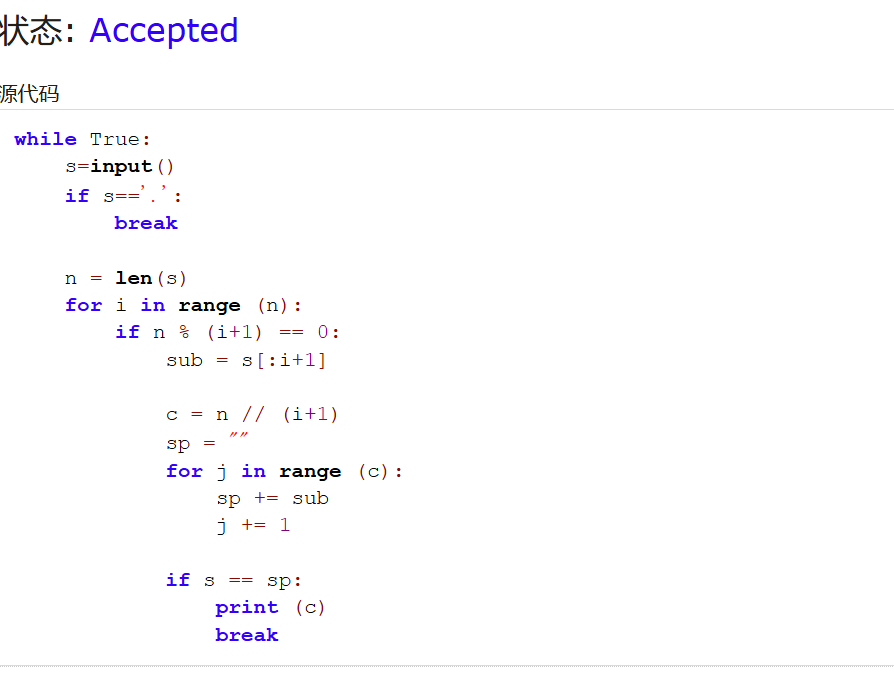 状态: Accepted
源代码
while True:
    s=input()
    if s=='.':
        break
    n = len(s)
    for i in range (n):
        if n % (i+1) == 0:
            sub = s[:i+1]
            c = n // (i+1)
            sp = ""
            for j in range (c):
                sp += sub
                j += 1
            if s == sp:
                print (c)
                break